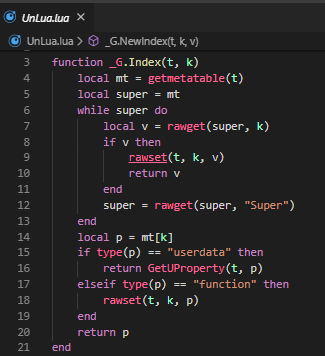 UnLua.lua
UnLua.lua > _G.NewIndex(t, k, v)
3 function _G.Index(t, k)
4     local mt = getmetatable(t)
5     local super = mt
6     while super do
7         local v = rawget(super, k)
8         if v then
9             rawset(t, k, v)
10             return v
11         end
12         super = rawget(super, "Super")
13     end
14     local p = mt[k]
15     if type(p) == "userdata" then
16         return GetUProperty(t, p)
17     elseif type(p) == "function" then
18         rawset(t, k, p)
19     end
20     return p
21 end